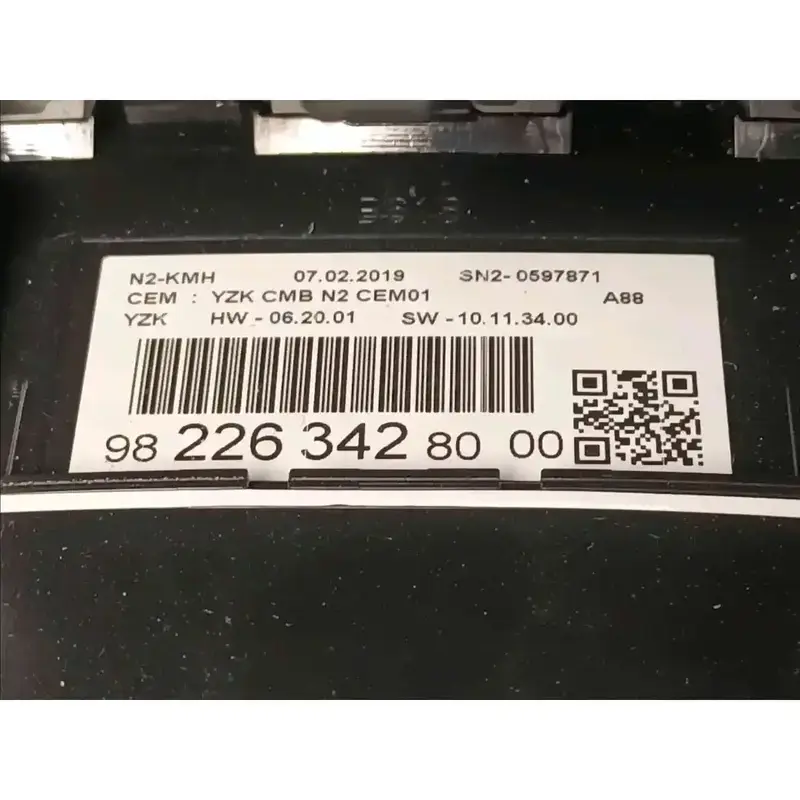 N2-KMH 07.02.2019 SN2-0597871
CEM : YZK CMB N2 CEM01 A88
YZK HW-06.20.01 SW-10.11.34.00
98 226 342 80 00